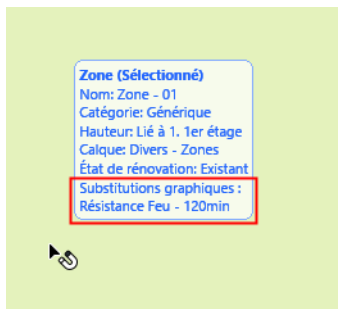 Zone (Sélectionné)
Nom: Zone - 01
Catégorie: Générique
Hauteur: Lié à 1. 1er étage
Calque: Divers - Zones
État de rénovation: Existant
Substitutions graphiques :
Résistance Feu - 120min